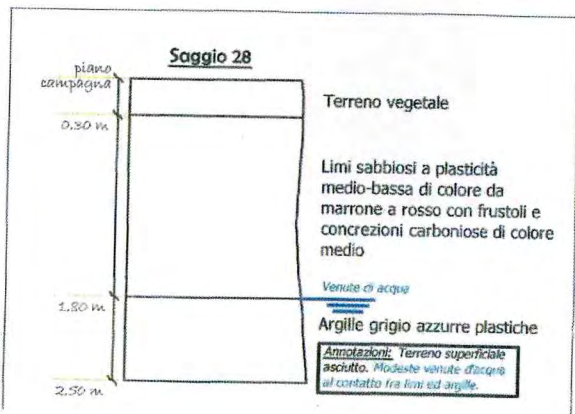 Saggio 28
piano
campagna
Terreno vegetale
0.30 m
Limi sabbiosi a plasticità
medio-bassa di colore da
marrone a rosso con frustoli e
concrezioni carboniose di colore
medio
Venute di acqua
1.80 m
Argille grigio azzurre plastiche
Annotazioni: Terreno superficiale
asciutto. Modeste venute d'acqua
al contatto fra limi ed argille.
2.50 m